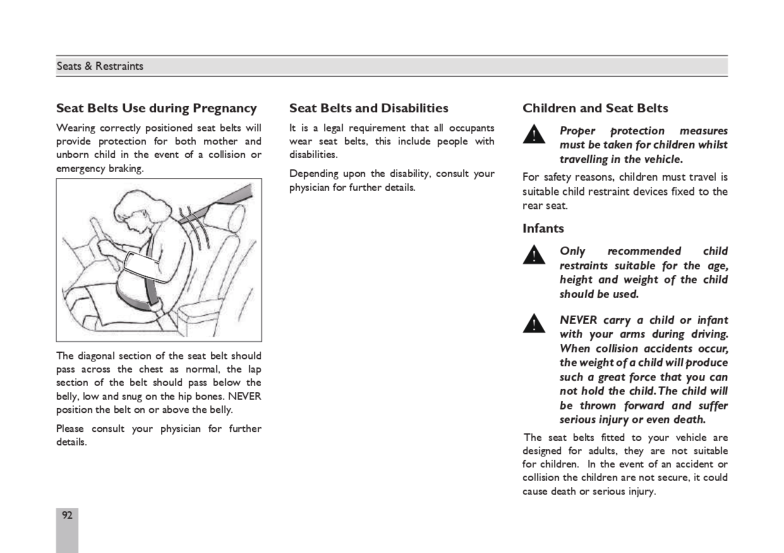 Seats & Restraints
Seat Belts Use during Pregnancy
Wearing correctly positioned seat belts will
provide protection for both mother and
unborn child in the event of a collision or
emergency braking.
The diagonal section of the seat belt should
pass across the chest as normal, the lap
section of the belt should pass below the
belly, low and snug on the hip bones. NEVER
position the belt on or above the belly.
Please consult your physician for further
details.
Seat Belts and Disabilities
It is a legal requirement that all occupants
wear seat belts, this include people with
disabilities.
Depending upon the disability, consult your
physician for further details.
Children and Seat Belts
Proper protection measures
must be taken for children whilst
travelling in the vehicle.
For safety reasons, children must travel is
suitable child restraint devices fixed to the
rear seat.
Infants
Only recommended child
restraints suitable for the age,
height and weight of the child
should be used.
NEVER carry a child or infant
with your arms during driving.
When collision accidents occur,
the weight of a child will produce
such a great force that you can
not hold the child. The child will
be thrown forward and suffer
serious injury or even death.
The seat belts fitted to your vehicle are
designed for adults, they are not suitable
for children. In the event of an accident or
collision the children are not secure, it could
cause death or serious injury.
92